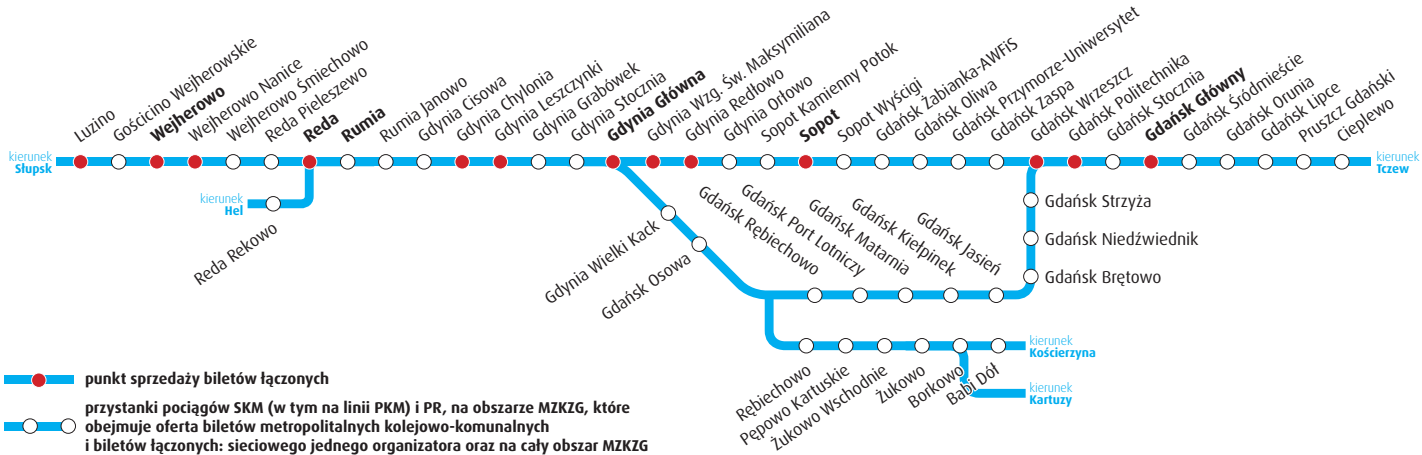 kierunek
Słupsk
Luzino
Gościcino Wejherowskie
Wejherowo
Wejherowo Nanice
Wejherowo Śmiechowo
Reda Pieleszewo
Reda
Rumia
Rumia Janowo
Gdynia Cisowa
Gdynia Chylonia
Gdynia Leszczynki
Gdynia Grabówek
Gdynia Stocznia
Gdynia Główna
Gdynia Wzg. Św. Maksymiliana
Gdynia Redłowo
Gdynia Orłowo
Sopot Kamienny Potok
Sopot
Sopot Wyścigi
Gdańsk Żabianka-AWFiS
Gdańsk Oliwa
Gdańsk Przymorze-Uniwersytet
Gdańsk Zaspa
Gdańsk Wrzeszcz
Gdańsk Politechnika
Gdańsk Stocznia
Gdańsk Główny
Gdańsk Śródmieście
Gdańsk Orunia
Gdańsk Lipce
Pruszcz Gdański
Cieplewo
kierunek
Tczew
kierunek
Hel
Reda Rekowo
Gdynia Wielki Kack
Gdańsk Osowa
Gdańsk Rębiechowo
Gdańsk Port Lotniczy
Gdańsk Matarnia
Gdańsk Kiełpinek
Gdańsk Jasień
Gdańsk Strzyża
Gdańsk Niedźwiednik
Gdańsk Brętowo
Rębiechowo
Pępowo Kartuskie
Żukowo Wschodnie
Żukowo
Borkowo
Babi Dół
kierunek
Kościerzyna
kierunek
Kartuzy
punkt sprzedaży biletów łączonych
przystanki pociągów SKM (w tym na linii PKM) i PR, na obszarze MZKZG, które
obejmuje oferta biletów metropolitalnych kolejowo-komunalnych
i biletów łączonych: sieciowego jednego organizatora oraz na cały obszar MZKZG